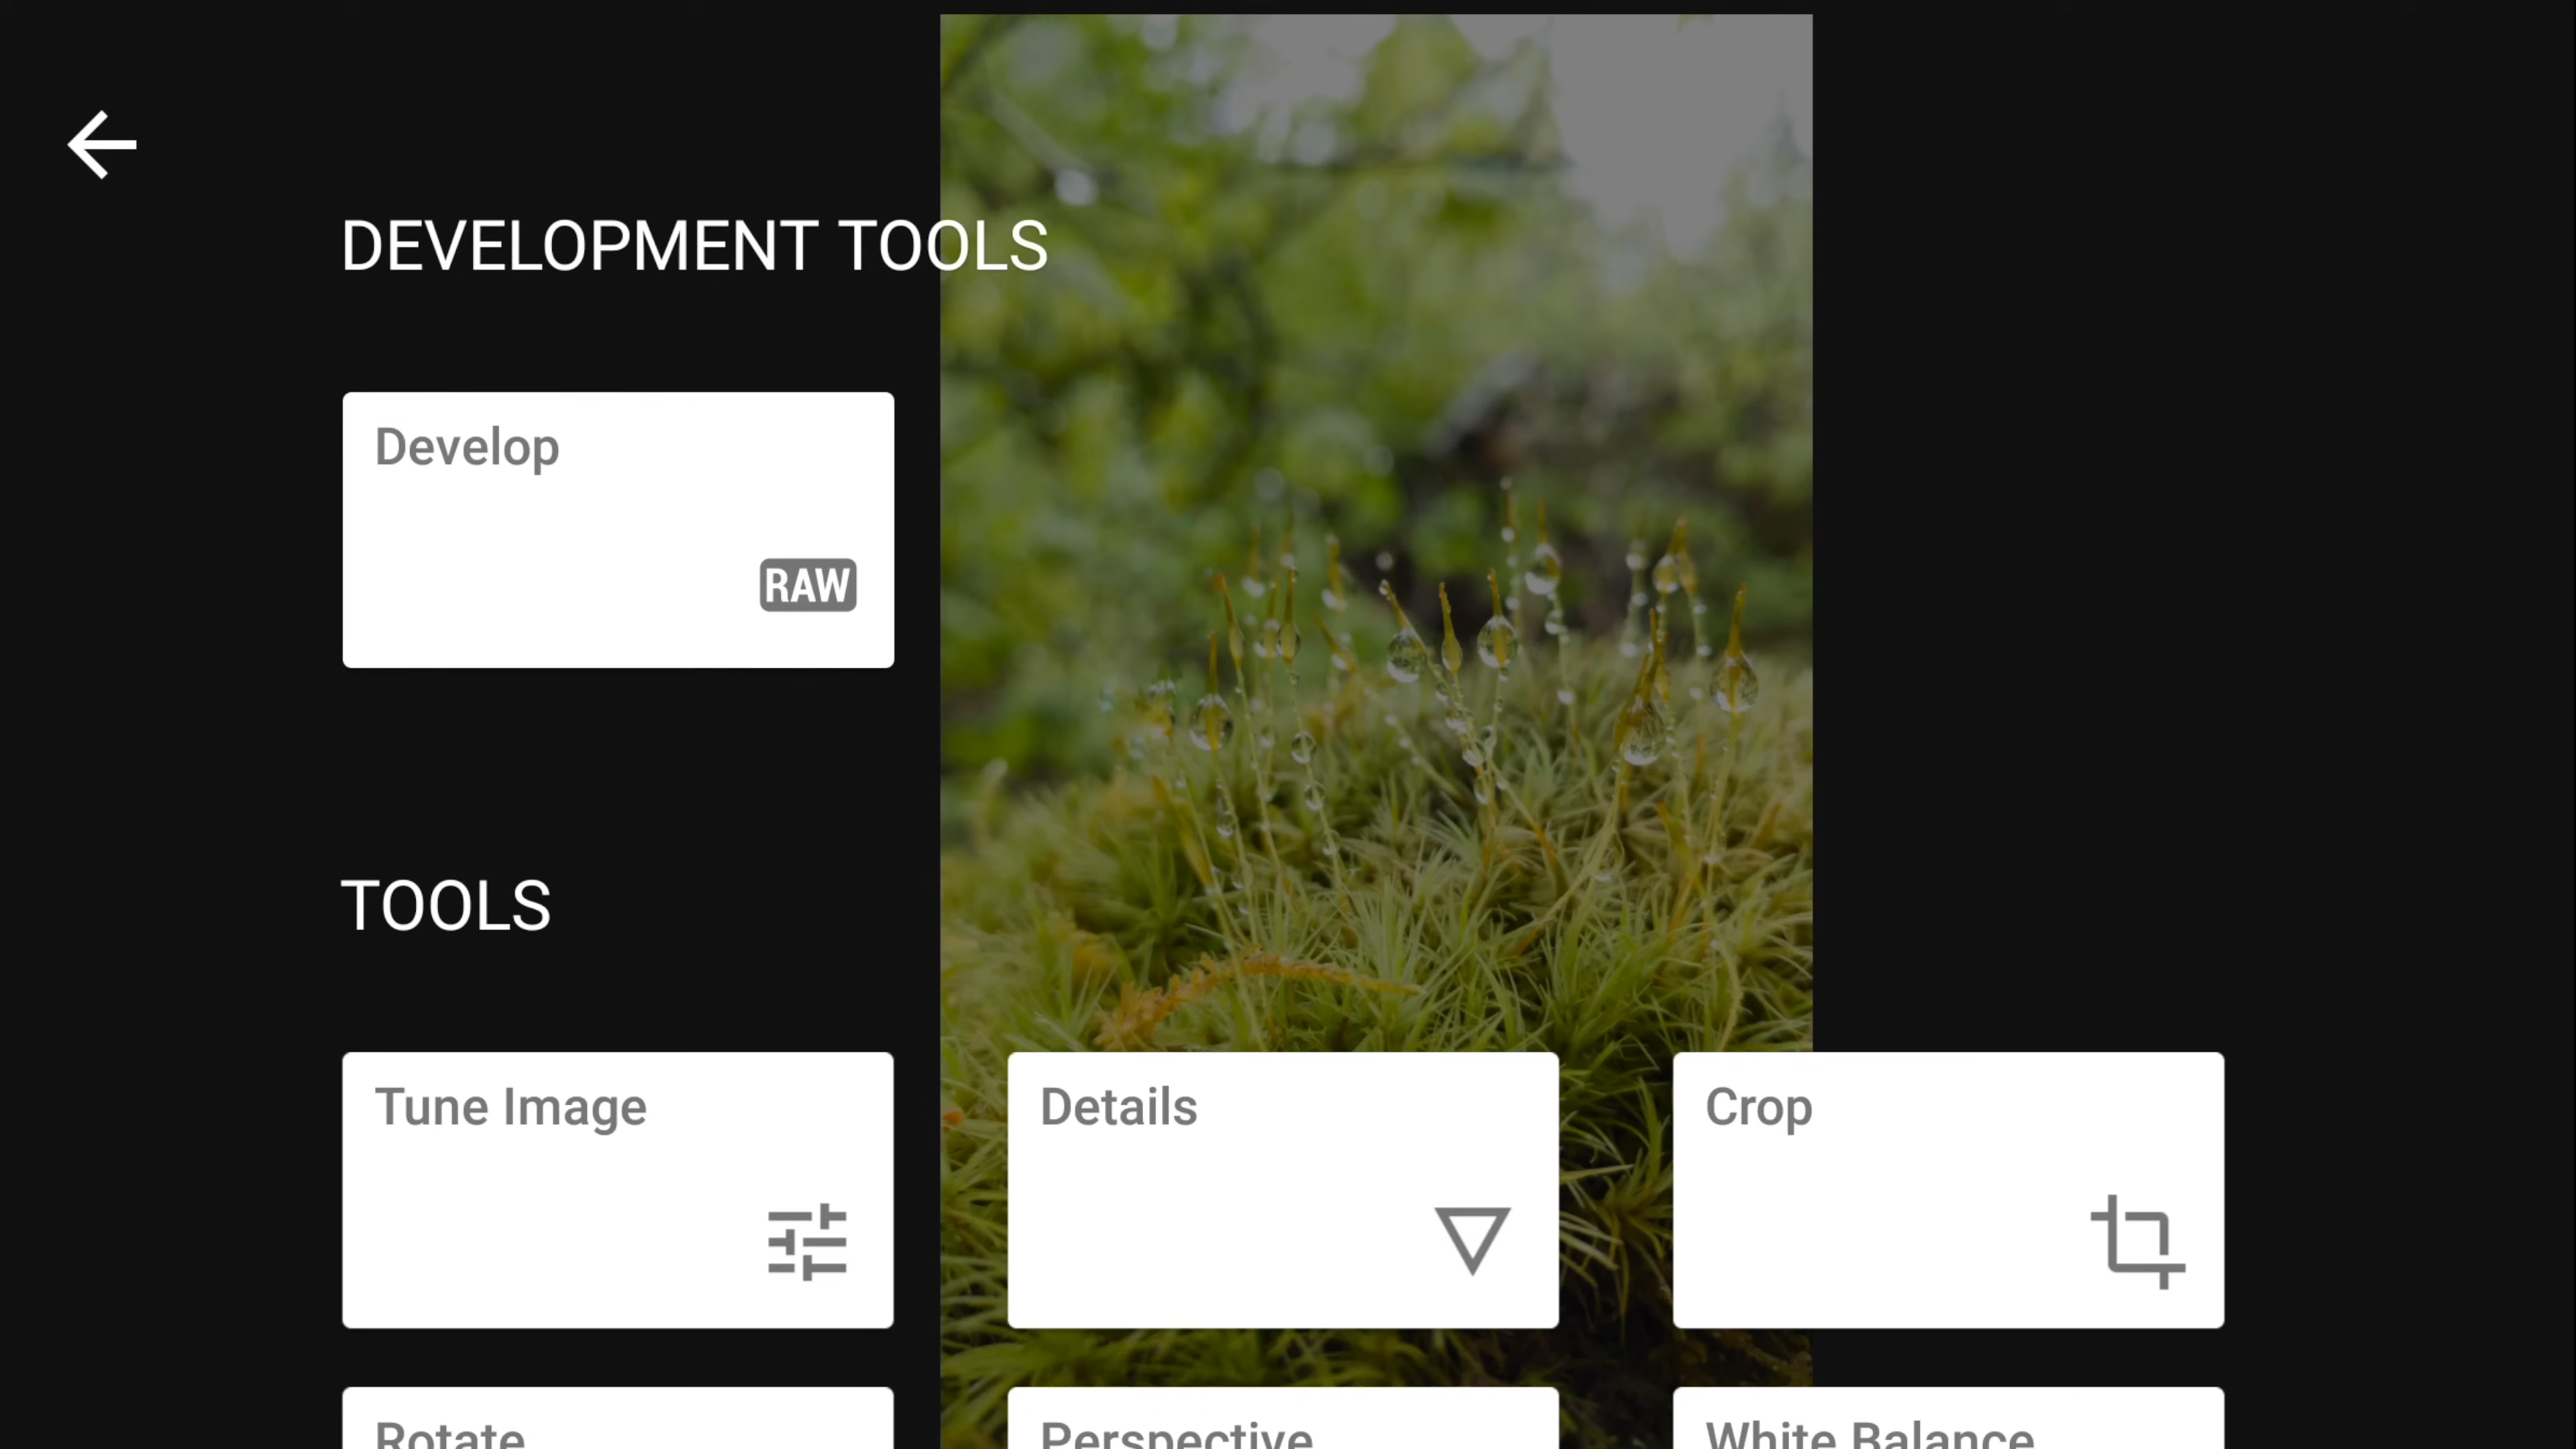 DEVELOPMENT TOOLS
Develop
RAW
TOOLS
Tune Image
Details
Crop
Rotate
Perspective
White Balance